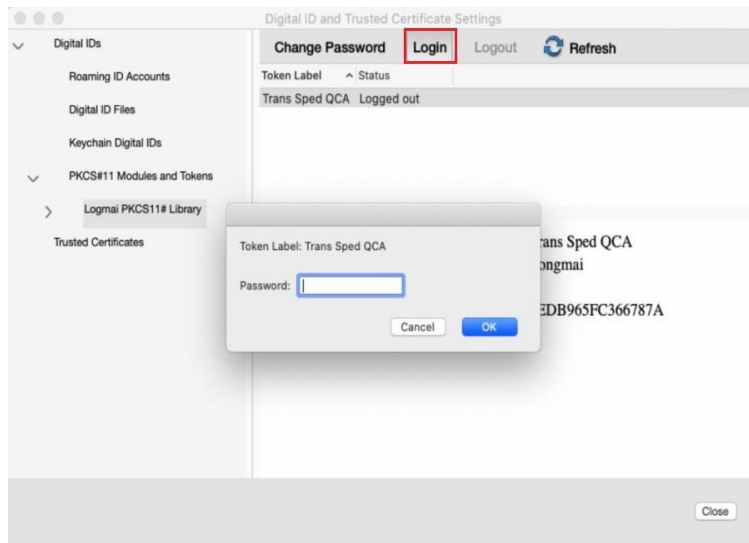 Digital ID and Trusted Certificate Settings
Digital IDs
Roaming ID Accounts
Digital ID Files
Keychain Digital IDs
PKCS#11 Modules and Tokens
Logmai PKCS11# Library
Trusted Certificates
Change Password Login Logout Refresh
Token Label Status
Trans Sped QCA Logged out
rans Sped QCA
ongmai
EDB965FC366787A
Token Label: Trans Sped QCA
Password:
Cancel OK
Close